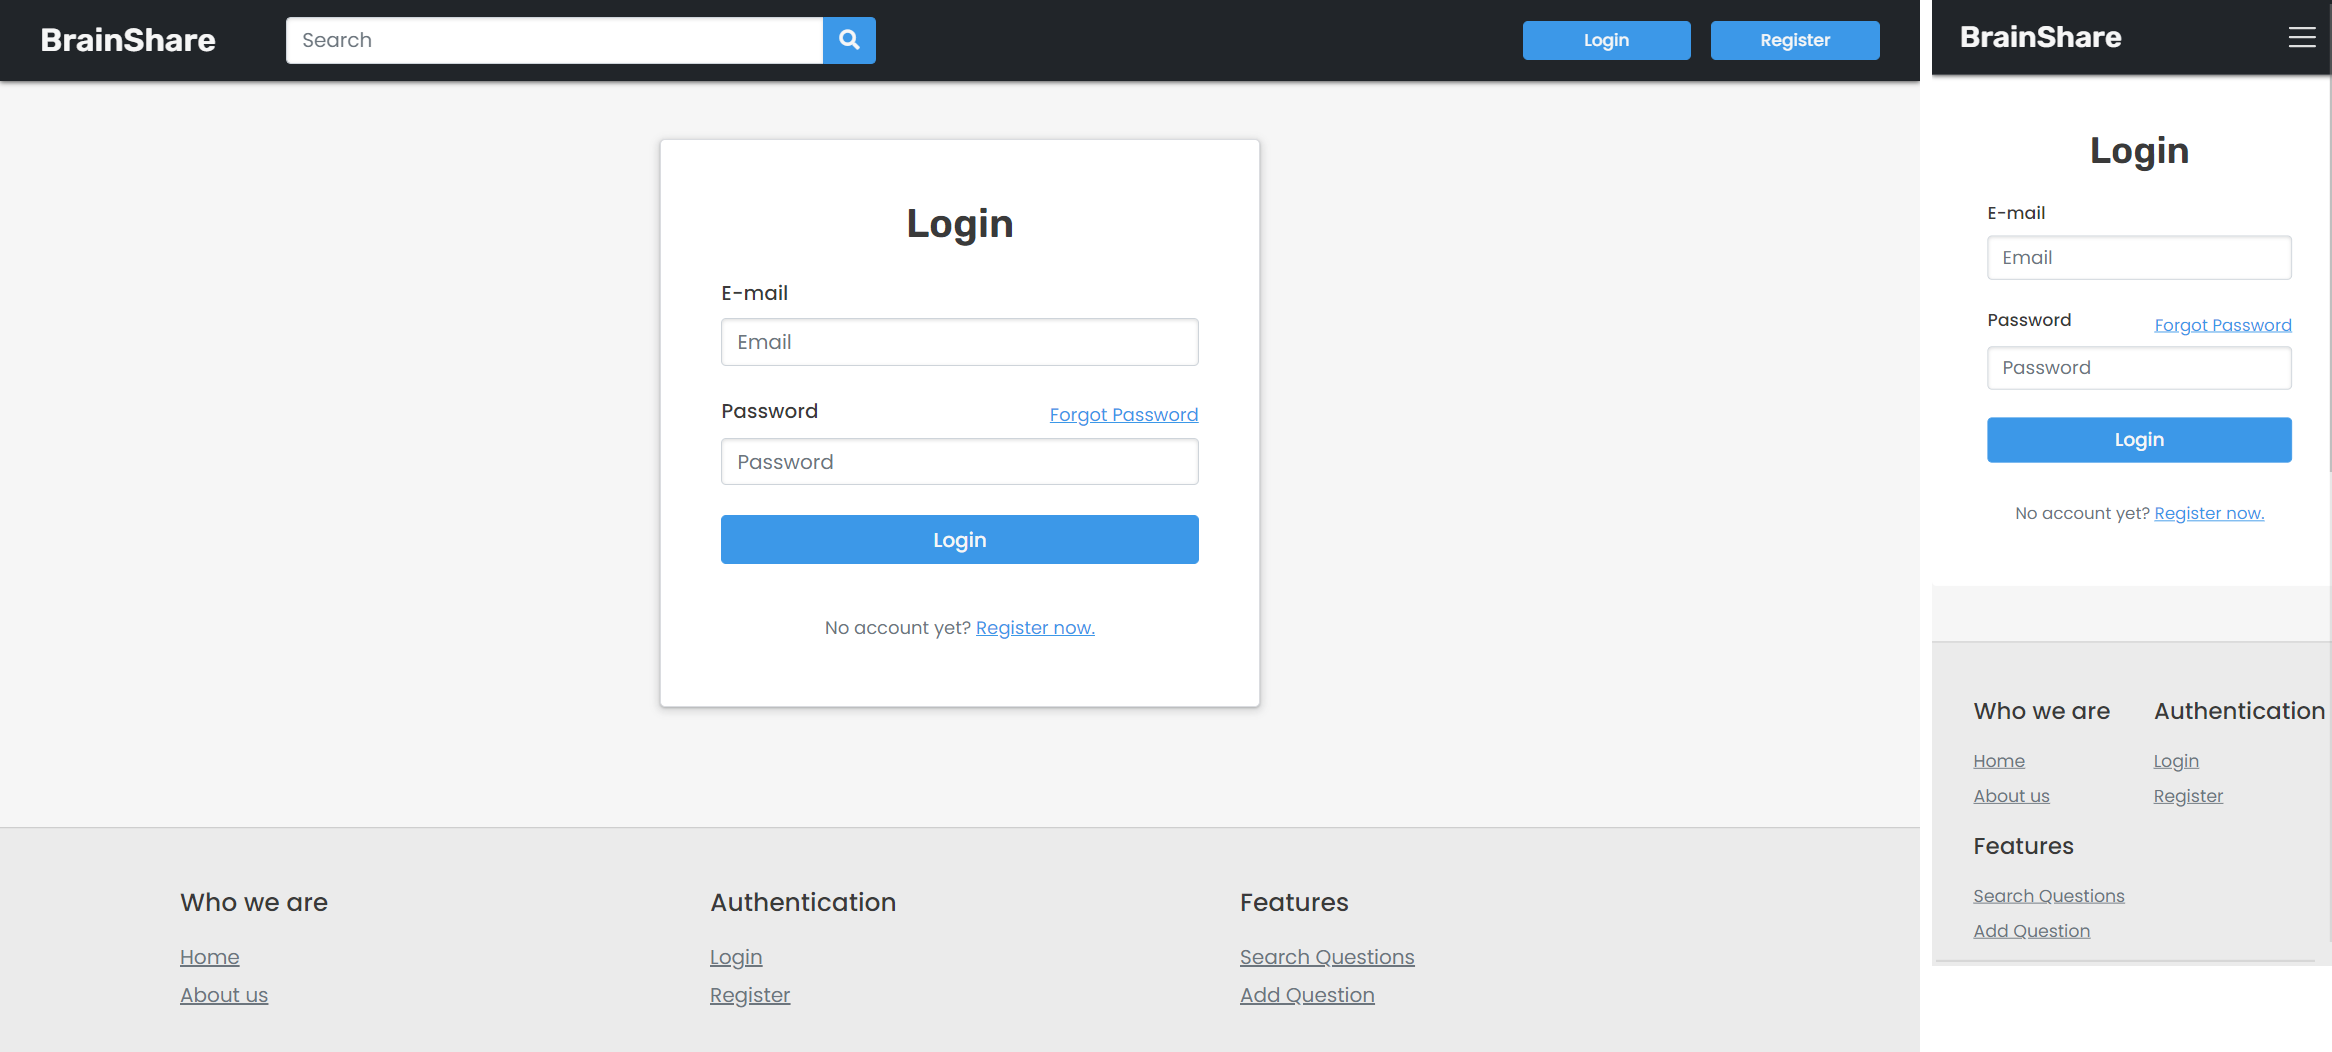 BrainShare
Search
Login
Register
Login
E-mail
Email
Password
Forgot Password
Password
Login
No account yet? Register now.
Who we are
Home
About us
Authentication
Login
Register
Features
Search Questions
Add Question
BrainShare
Login
E-mail
Email
Password
Forgot Password
Password
Login
No account yet? Register now.
Who we are
Home
About us
Authentication
Login
Register
Features
Search Questions
Add Question